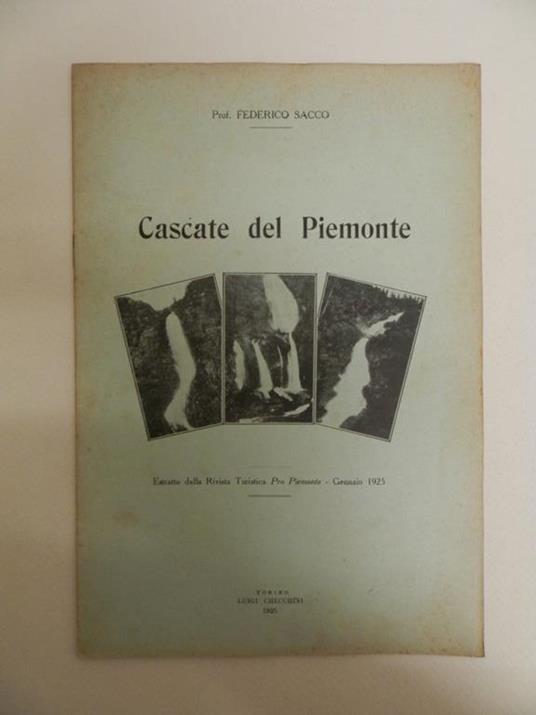 Prof. FEDERICO SACCO
Cascate del Piemonte
Estratto dalla Rivista Turistica Pro Piemonte - Gennaio 1925
TORINO
LUIGI CHECCHINI
1925